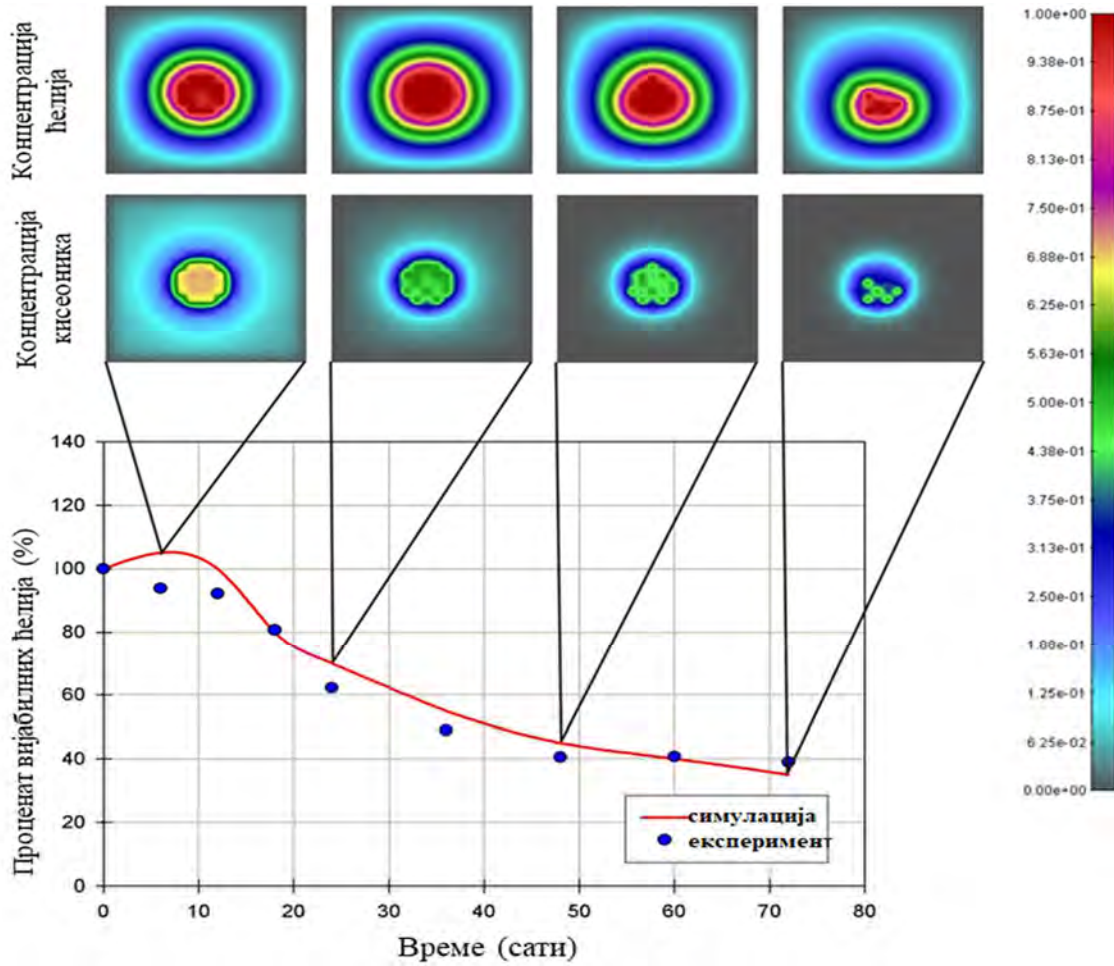 Концентрација
ћелија
Концентрација
кисеоника
1.00e+00
9.38e-01
8.75e-01
8.13e-01
7.50e-01
6.88e-01
6.25e-01
5.63e-01
5.00e-01
4.38e-01
3.75e-01
3.13e-01
2.50e-01
1.00e-01
1.25e-01
6.25e-02
0.00e+00
Проценат вијабилних ћелија (%)
140
120
100
80
60
40
20
0
симулација
експеримент
0 10 20 30 40 50 60 70 80
Време (сати)